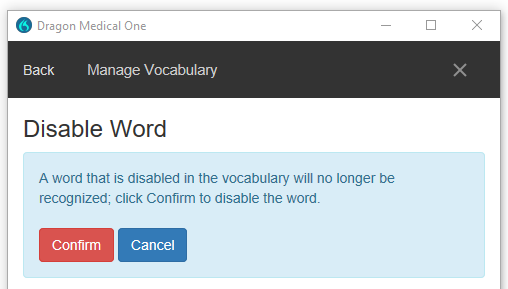 Dragon Medical One
Back Manage Vocabulary
Disable Word
A word that is disabled in the vocabulary will no longer be
recognized; click Confirm to disable the word.
Confirm Cancel